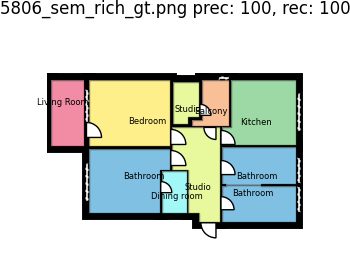 5806_sem_rich_gt.png prec: 100, rec: 100
Living Room
Studio
Balcony
Bedroom
Kitchen
Bathroom
Bathroom
Studio
Dining room
Bathroom